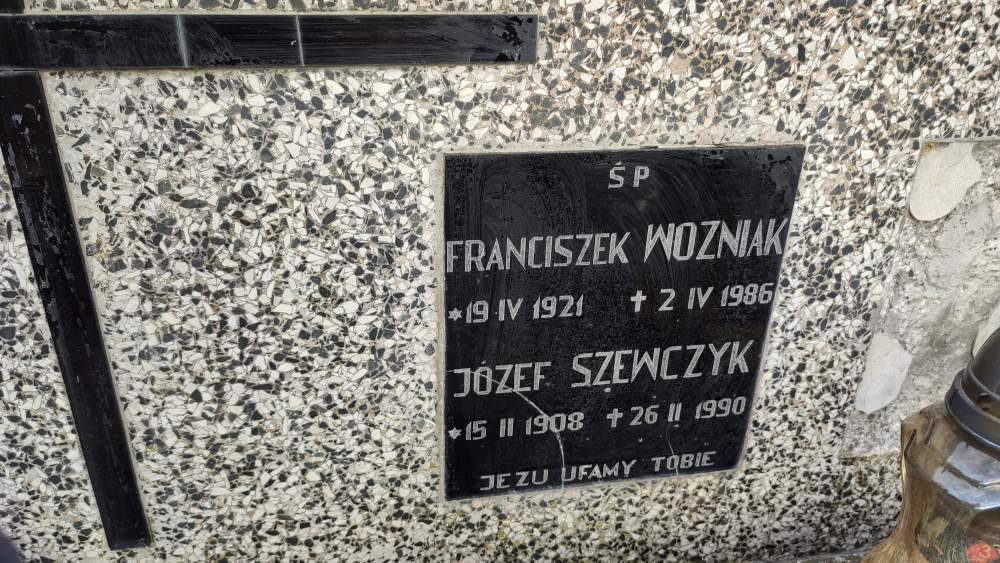 ŚP
FRANCISZEK WOZNIAK
*19 IV 1921 ✝ 2 IV 1986
JÓZEF SZEWCZYK
*15 II 1908 ✝ 26 II 1990
JEZU UFAMY TOBIE